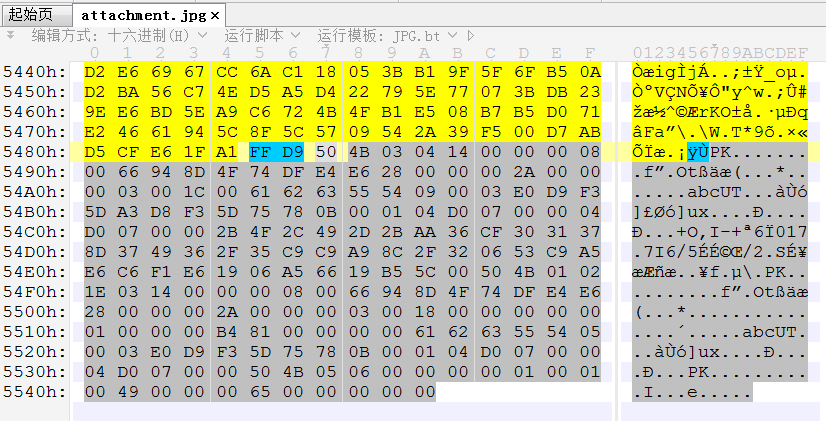 起始页 attachment.jpg ×
编辑方式: 十六进制(H) 运行脚本 运行模板: JPG.bt
0 1 2 3 4 5 6 7 8 9 A B C D E F 0123456789ABCDEF
5440h: D2 E6 69 67 CC 6A C1 18 05 3B B1 9F 5F 6F B5 0A ÒæigÌjÁ..;±Ÿ_oµ.
5450h: D2 BA 56 C7 4E D5 A5 D4 22 79 5E 77 07 3B DB 23 ÒºVÇNÕ¥Ô"y^w.;Û#
5460h: 9E E6 BD 5E A9 C6 72 4B 4F B1 E5 08 B7 B5 D0 71 žæ½^©ÆrKO±å.·µÐq
5470h: E2 46 61 94 5C 8F 5C 57 09 54 2A 39 F5 00 D7 AB âFa”\.\W.T*9õ.×«
5480h: D5 CF E6 1F A1 FF D9 50 4B 03 04 14 00 00 00 08 ÕÏæ.¡ÿÙPK........
5490h: 00 66 94 8D 4F 74 DF E4 E6 28 00 00 00 2A 00 00 .f”.Otßäæ(...*..
54A0h: 00 03 00 1C 00 61 62 63 55 54 09 00 03 E0 D9 F3 .....abcUT...àÙó
54B0h: 5D A3 D8 F3 5D 75 78 0B 00 01 04 D0 07 00 00 04 ]£Øó]ux....Ð....
54C0h: D0 07 00 00 2B 4F 2C 49 2D 2B AA 36 CF 30 31 37 Ð...+O,I-+ª6Ï017
54D0h: 8D 37 49 36 2F 35 C9 C9 A9 8C 2F 32 06 53 C9 A5 .7I6/5ÉÉ©Œ/2.SÉ¥
54E0h: E6 C6 F1 E6 19 06 A5 66 19 B5 5C 00 50 4B 01 02 æÆñæ..¥f.µ\.PK..
54F0h: 1E 03 14 00 00 00 08 00 66 94 8D 4F 74 DF E4 E6 ........f”.Otßäæ
5500h: 28 00 00 00 2A 00 00 00 03 00 18 00 00 00 00 00 (...*...........
5510h: 01 00 00 00 B4 81 00 00 00 00 61 62 63 55 54 05 ....´.....abcUT.
5520h: 00 03 E0 D9 F3 5D 75 78 0B 00 01 04 D0 07 00 00 ..àÙó]ux....Ð...
5530h: 04 D0 07 00 00 50 4B 05 06 00 00 00 00 01 00 01 .Ð...PK.........
5540h: 00 49 00 00 00 65 00 00 00 00 00 .I...e.....